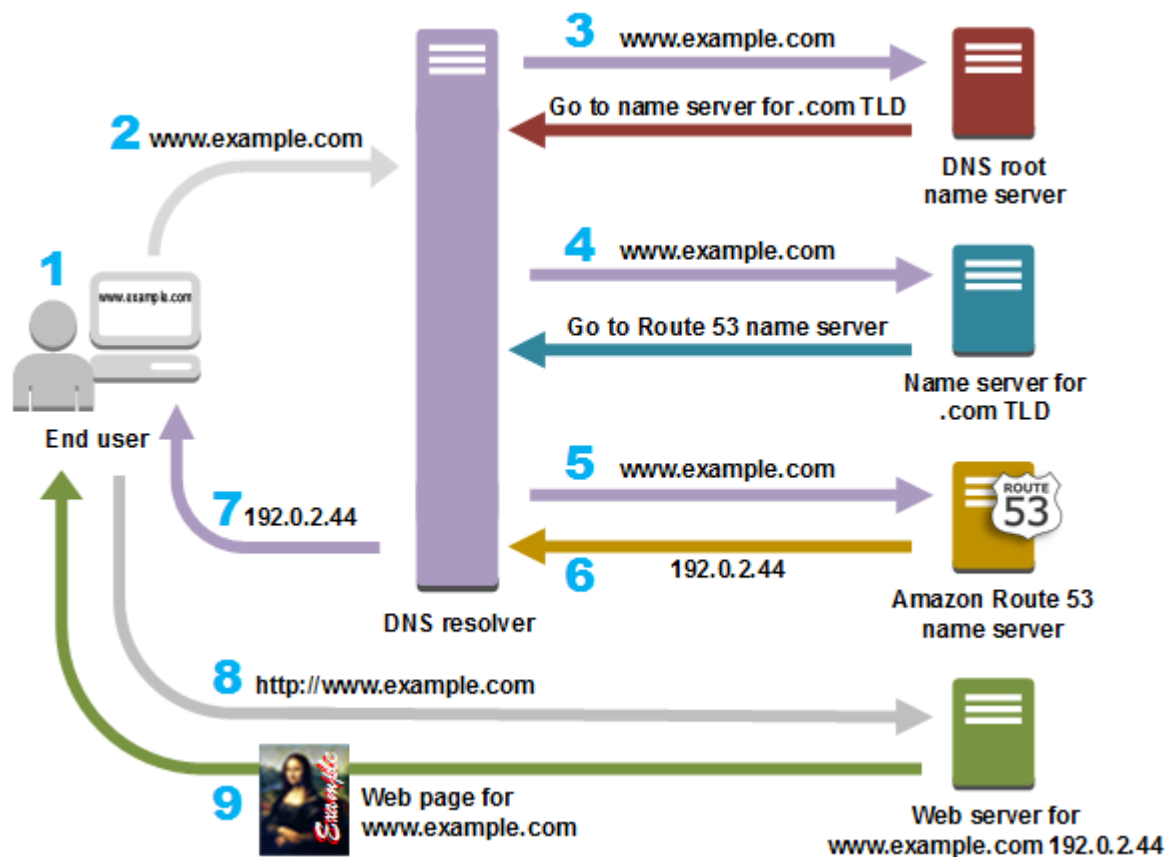 3 www.example.com
Go to name server for .com TLD
DNS root
name server
2 www.example.com
1
www.example.com
End user
4 www.example.com
Go to Route 53 name server
Name server for
.com TLD
5 www.example.com
ROUTE
53
6 192.0.2.44
Amazon Route 53
name server
7 192.0.2.44
DNS resolver
8 http://www.example.com
9
Example
Web page for
www.example.com
Web server for
www.example.com 192.0.2.44